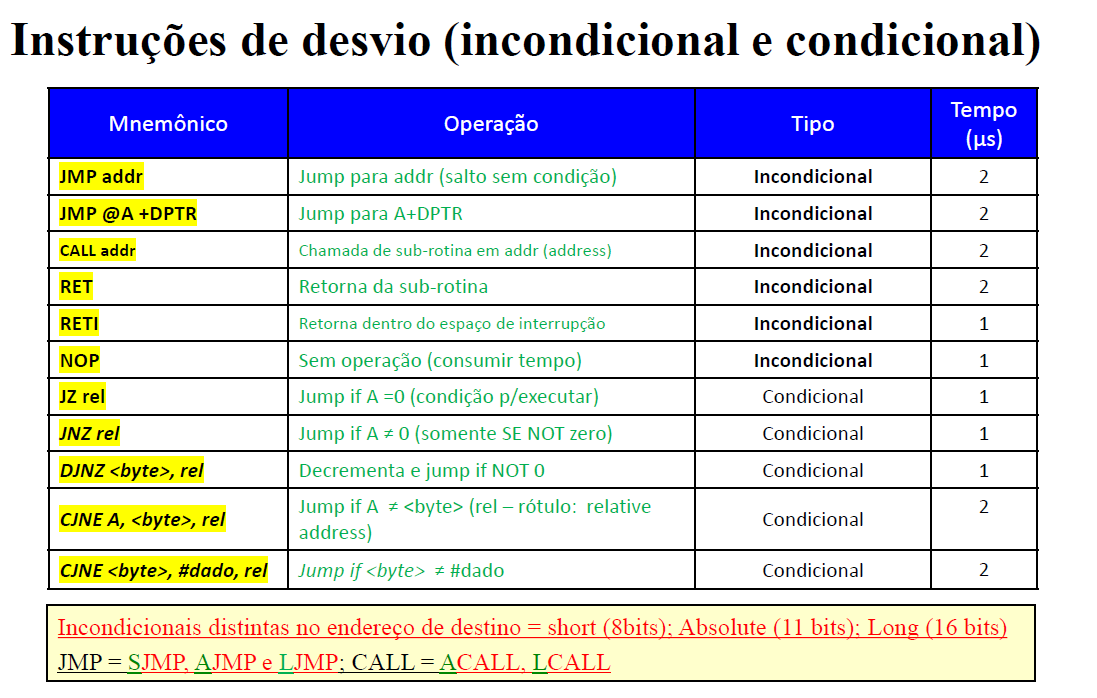 Instruções de desvio (incondicional e condicional)
Mnemônico Operação Tipo Tempo (µs)
JMP addr Jump para addr (salto sem condição) Incondicional 2
JMP @A +DPTR Jump para A+DPTR Incondicional 2
CALL addr Chamada de sub-rotina em addr (address) Incondicional 2
RET Retorna da sub-rotina Incondicional 2
RETI Retorna dentro do espaço de interrupção Incondicional 1
NOP Sem operação (consumir tempo) Incondicional 1
JZ rel Jump if A =0 (condição p/executar) Condicional 1
JNZ rel Jump if A ≠ 0 (somente SE NOT zero) Condicional 1
DJNZ <byte>, rel Decrementa e jump if NOT 0 Condicional 1
CJNE A, <byte>, rel Jump if A ≠ <byte> (rel – rótulo: relative address) Condicional 2
CJNE <byte>, #dado, rel Jump if <byte> ≠ #dado Condicional 2
Incondicionais distintas no endereço de destino = short (8bits); Absolute (11 bits); Long (16 bits)
JMP = SJMP, AJMP e LJMP; CALL = ACALL, LCALL